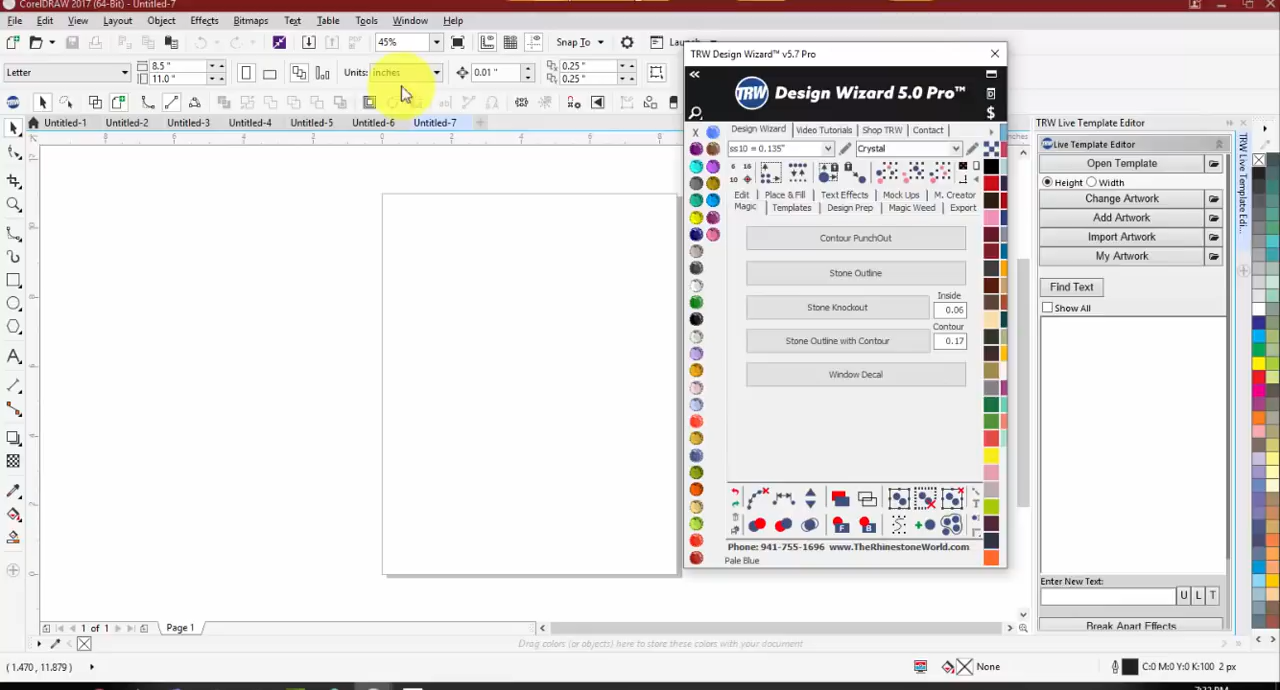 CorelDRAW 2017 (64-Bit) - Untitled-7
File Edit View Layout Object Effects Bitmaps Text Table Tools Window Help
45% Snap To
Letter 8.5 " 11.0 " Units: inches 0.01 " 0.25 " 0.25 "
Untitled-1 Untitled-2 Untitled-3 Untitled-4 Untitled-5 Untitled-6 Untitled-7
TRW Design Wizard™ v5.7 Pro
TRW Design Wizard 5.0 Pro™
Design Wizard Video Tutorials Shop TRW Contact
ss10 = 0.135" Crystal
Edit Place & Fill Text Effects Mock Ups M. Creator
Magic Templates Design Prep Magic Weed Export
Contour PunchOut
Stone Outline
Inside
Stone Knockout 0.06
Contour
Stone Outline with Contour 0.17
Window Decal
Phone: 941-755-1696 www.TheRhinestoneWorld.com
Pale Blue
TRW Live Template Editor
Live Template Editor
Open Template
Height Width
Change Artwork
Add Artwork
Import Artwork
My Artwork
Find Text
Show All
TRW Live Template Edi...
Enter New Text:
U L T
Break Apart Effects
1 of 1 Page 1
Drag colors (or objects) here to store these colors with your document
(1.470 , 11.879 ) None C:0 M:0 Y:0 K:100 2 px